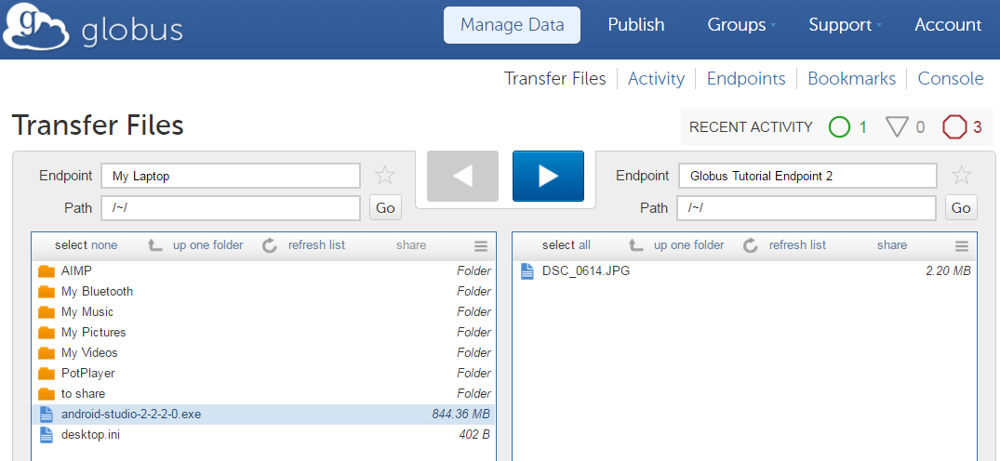 g globus Manage Data Publish Groups Support Account
Transfer Files Activity Endpoints Bookmarks Console
Transfer Files
RECENT ACTIVITY 1 0 3
Endpoint My Laptop
Path /~/ Go
Endpoint Globus Tutorial Endpoint 2
Path /~/ Go
select none up one folder refresh list share
AIMP Folder
My Bluetooth Folder
My Music Folder
My Pictures Folder
My Videos Folder
PotPlayer Folder
to share Folder
android-studio-2-2-2-0.exe 844.36 MB
desktop.ini 402 B
select all up one folder refresh list share
DSC_0614.JPG 2.20 MB